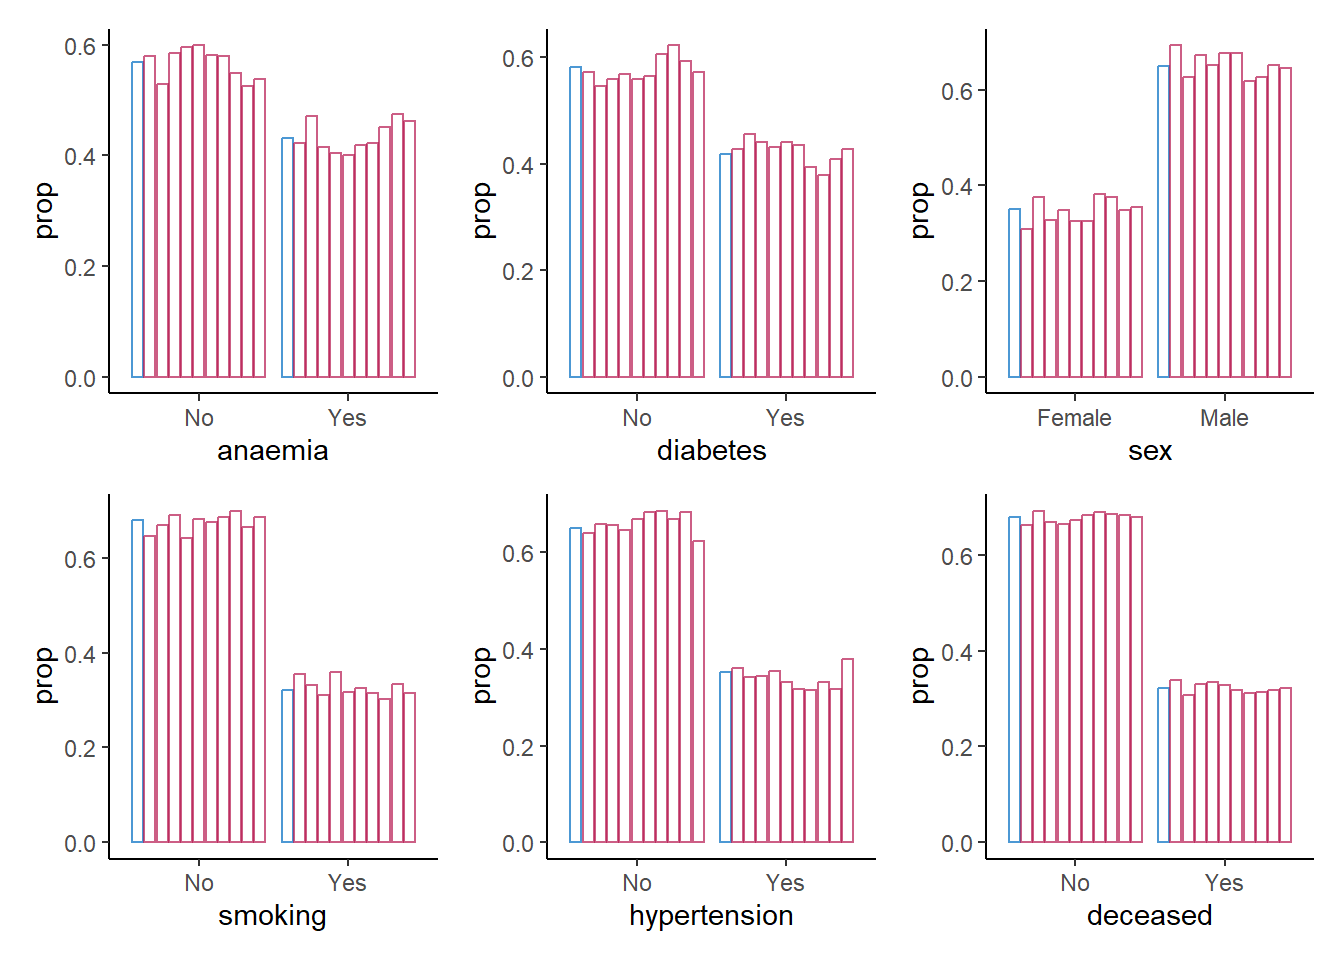 prop
0.6
0.4
0.2
0.0
No Yes
anaemia
prop
0.6
0.4
0.2
0.0
No Yes
diabetes
prop
0.6
0.4
0.2
0.0
Female Male
sex
prop
0.6
0.4
0.2
0.0
No Yes
smoking
prop
0.6
0.4
0.2
0.0
No Yes
hypertension
prop
0.6
0.4
0.2
0.0
No Yes
deceased